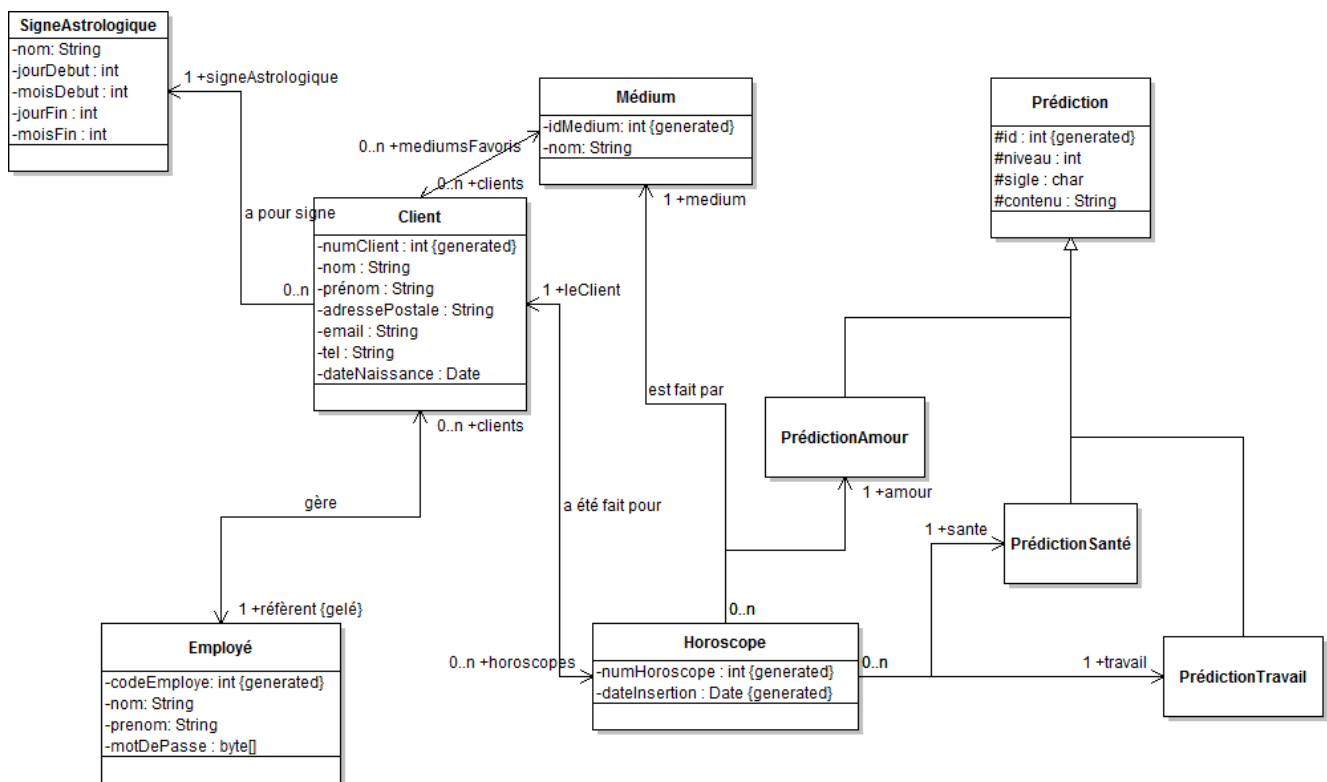 SigneAstrologique
-nom: String
-jourDebut : int
-moisDebut : int
-jourFin : int
-moisFin : int
1 +signeAstrologique
a pour signe
0..n
Médium
-idMedium: int {generated}
-nom: String
0..n +mediumsFavoris
0..n +clients
1 +medium
Prédiction
#id : int {generated}
#niveau : int
#sigle : char
#contenu : String
Client
-numClient : int {generated}
-nom : String
-prénom : String
-adressePostale : String
-email : String
-tel : String
-dateNaissance : Date
1 +leClient
0..n +clients
est fait par
PrédictionAmour
1 +amour
gère
a été fait pour
1 +sante
PrédictionSanté
1 +réfèrent {gelé}
0..n
Employé
-codeEmploye: int {generated}
-nom: String
-prenom: String
-motDePasse : byte[]
0..n +horoscopes
Horoscope
-numHoroscope : int {generated}
-dateInsertion : Date {generated}
0..n
1 +travail
PrédictionTravail